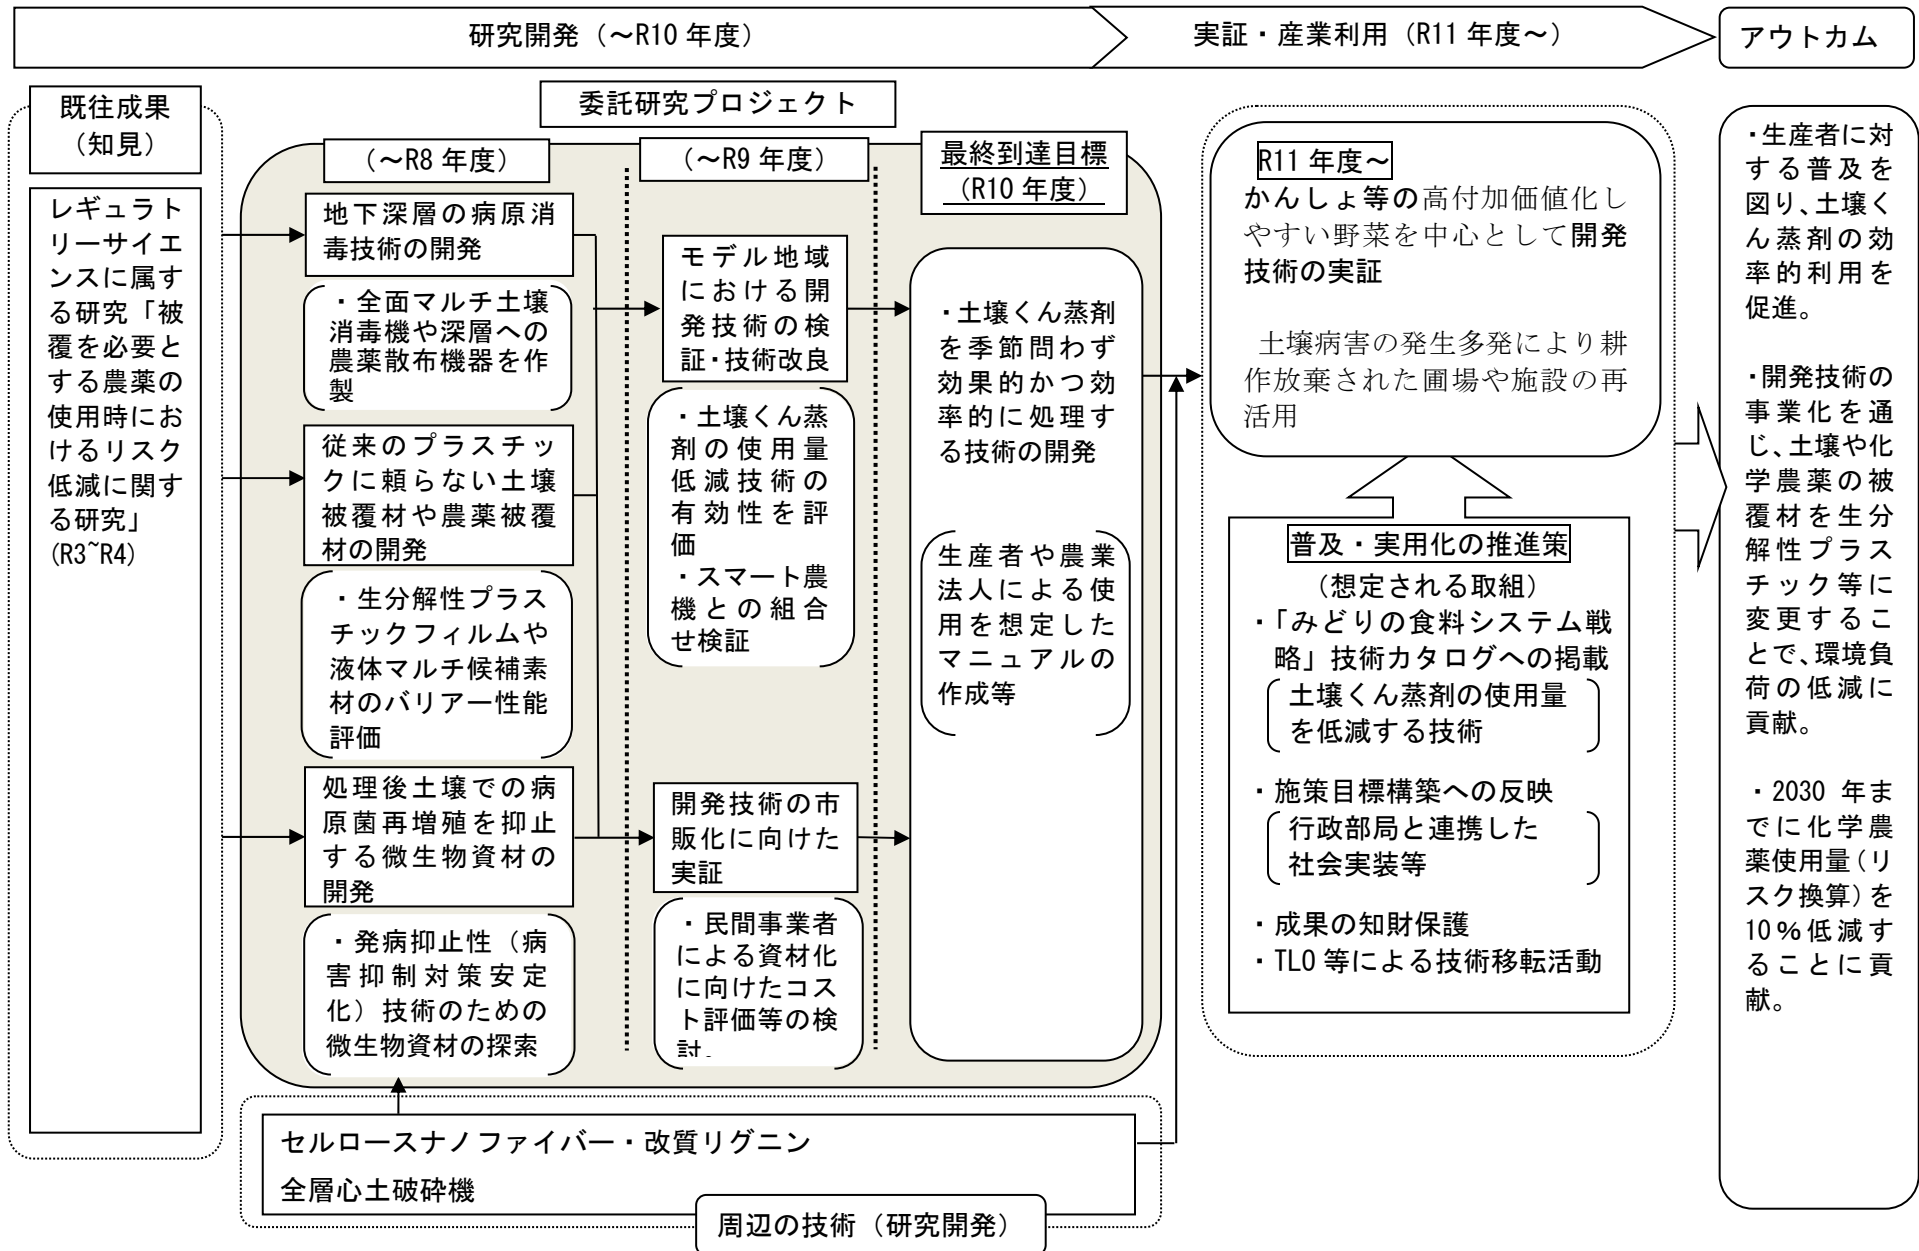 研究開発（～R10 年度）
実証・産業利用（R11 年度～）
アウトカム
既往成果
（知見）
レギュラト
リーサイエ
ンスに属す
る研究「被
覆を必要と
する農薬の
使用時にお
けるリスク
低減に関す
る研究」
(R3~R4)
委託研究プロジェクト
（～R8 年度）
地下深層の病原消
毒技術の開発
・全面マルチ土壌
消毒機や深層への
農薬散布機器を作
製
従来のプラスチッ
クに頼らない土壌
被覆材や農薬被覆
材の開発
・生分解性プラス
チックフィルムや
液体マルチ候補素
材のバリアー性能
評価
処理後土壌での病
原菌再増殖を抑止
する微生物資材の
開発
・発病抑止性（病
害抑制対策安定
化）技術のための
微生物資材の探索
（～R9 年度）
モデル地域
における開
発技術の検
証・技術改良
・土壌くん蒸
剤の使用量
低減技術の
有効性を評
価
・スマート農
機との組合
せ検証
開発技術の市
販化に向けた
実証
・民間事業者
による資材化
に向けたコス
ト評価等の検
討。
最終到達目標
（R10 年度）
・土壌くん蒸剤
を季節問わず
効果的かつ効
率的に処理す
る技術の開発
生産者や農業
法人による使
用を想定した
マニュアルの
作成等
セルロースナノファイバー・改質リグニン
全層心土破砕機
周辺の技術（研究開発）
R11 年度～
かんしょ等の高付加価値化し
やすい野菜を中心として開発
技術の実証
土壌病害の発生多発により耕
作放棄された圃場や施設の再
活用
普及・実用化の推進策
（想定される取組）
・「みどりの食料システム戦
略」技術カタログへの掲載
土壌くん蒸剤の使用量
を低減する技術
・施策目標構築への反映
行政部局と連携した
社会実装等
・成果の知財保護
・TLO 等による技術移転活動
・生産者に対
する普及を
図り、土壌く
ん蒸剤の効
率的利用を
促進。
・開発技術の
事業化を通
じ、土壌や化
学農薬の被
覆材を生分
解性プラス
チック等に
変更するこ
とで、環境負
荷の低減に
貢献。
・2030 年ま
でに化学農
薬使用量（リ
スク換算）を
10％低減す
ることに貢
献。